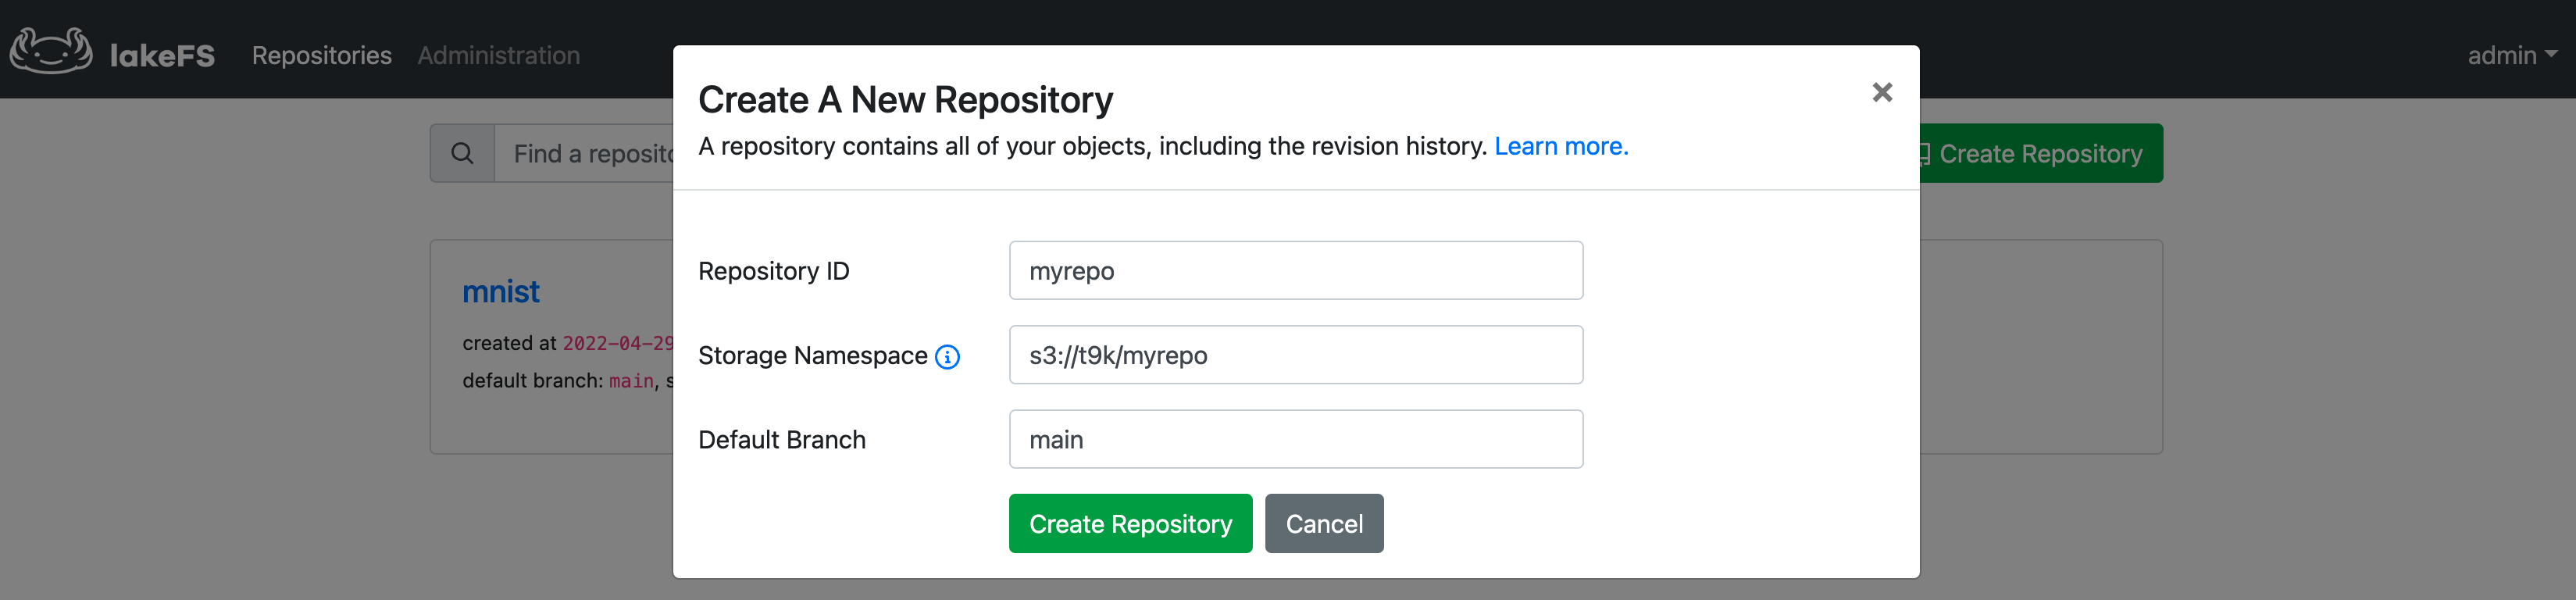 lakeFS Repositories Administration admin
Create A New Repository
A repository contains all of your objects, including the revision history. Learn more.
Find a reposit
Create Repository
Repository ID myrepo
mnist
created at 2022-04-29
Storage Namespace s3://t9k/myrepo
default branch: main, s
Default Branch main
Create Repository Cancel